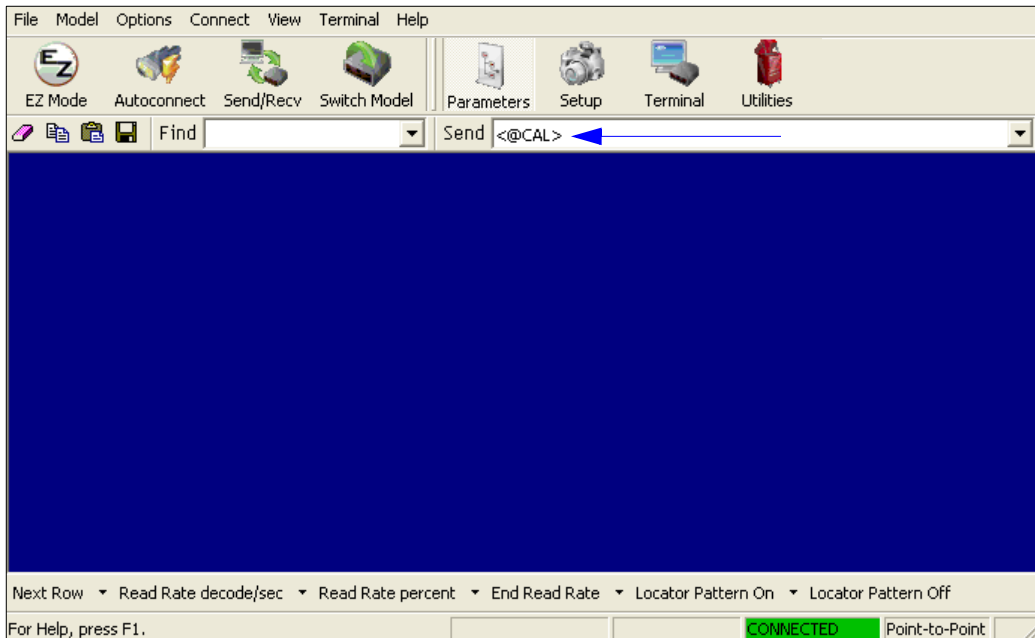 File Model Options Connect View Terminal Help
EZ
EZ Mode Autoconnect Send/Recv Switch Model Parameters Setup Terminal Utilities
Find Send <@CAL>
Next Row Read Rate decode/sec Read Rate percent End Read Rate Locator Pattern On Locator Pattern Off
For Help, press F1. CONNECTED Point-to-Point